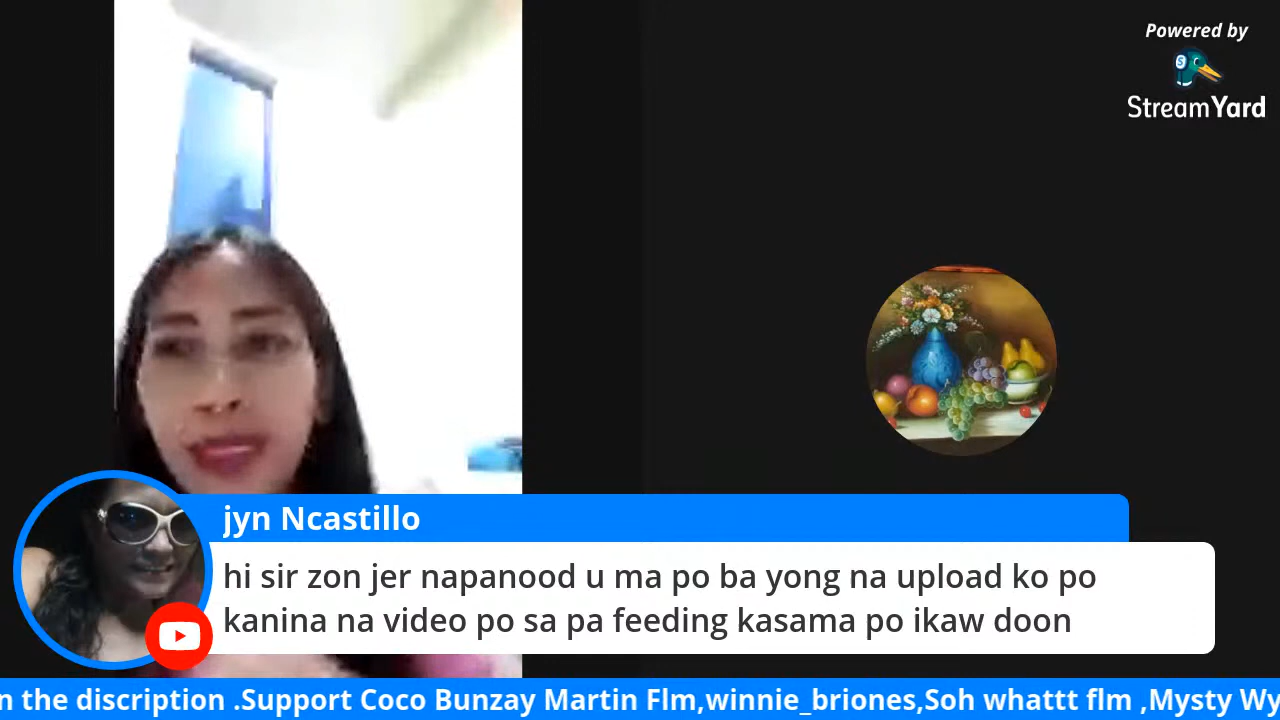 Powered by
StreamYard
jyn Ncastillo
hi sir zon jer napanood u ma po ba yong na upload ko po
kanina na video po sa pa feeding kasama po ikaw doon
n the discription .Support Coco Bunzay Martin Flm,winnie_briones,Soh whattt flm ,Mysty Wy